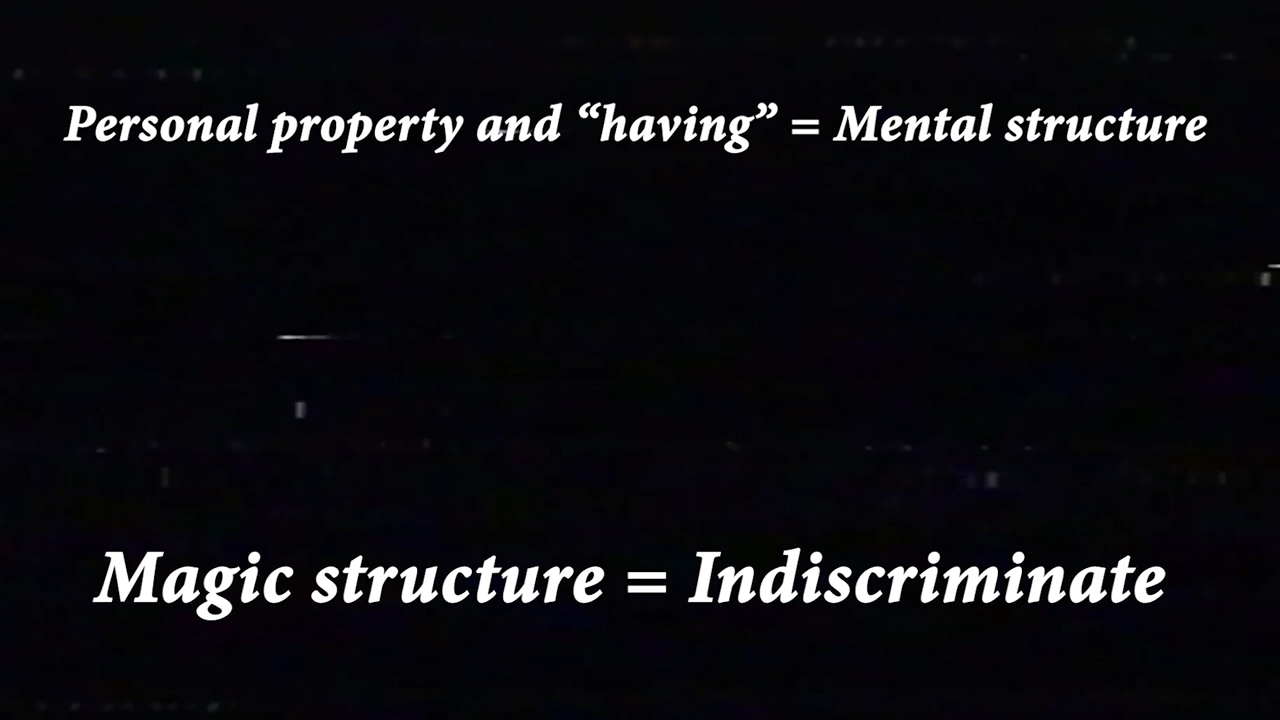 Personal property and “having” = Mental structure
Magic structure = Indiscriminate